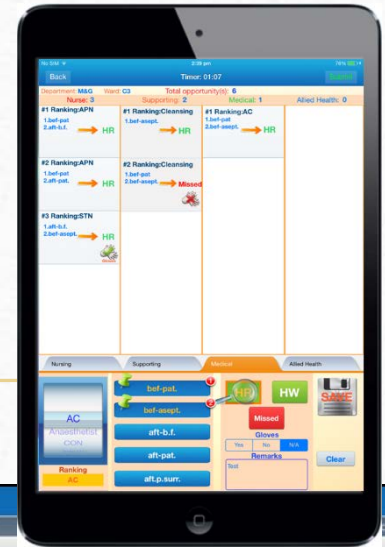 No SIM
2:39 pm
76%
Back
Timer: 01:07
Submit
Department: M&G
Ward: C3
Total opportunity(s): 6
Nurse: 3
Supporting: 2
Medical: 1
Allied Health: 0
#1 Ranking:APN
1.bef-pat
2.aft-b.f.
HR
#1 Ranking:Cleansing
1.bef-asept.
HR
#1 Ranking:AC
1.bef-pat
2.bef-asept.
HR
#2 Ranking:APN
1.bef-pat
2.aft-pat.
HR
#2 Ranking:Cleansing
1.bef-pat
2.bef-asept.
Missed
#3 Ranking:STN
1.aft-b.f.
2.bef-asept.
HR
Nursing
Supporting
Medical
Allied Health
AC
Anaesthetist
CON
Ranking
AC
bef-pat.
1
bef-asept.
2
aft-b.f.
aft-pat.
aft.p.surr.
HR
HW
Missed
Gloves
Yes
No
N/A
Remarks
Text
SAVE
Clear